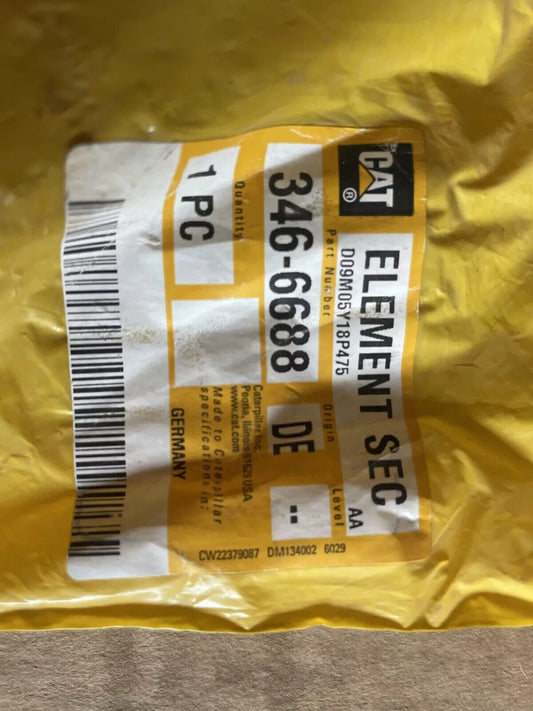 CAT®
ELEMENT SEC
D09M05Y18P475
AA
Part Number
Origin
Level
346-6688
DE
--
Quantity
1 PC
Caterpillar Inc.
Peoria, Illinois 61629 USA
www.cat.com
Made to Caterpillar
specifications in:
GERMANY
CW22379087 DM134002 6029